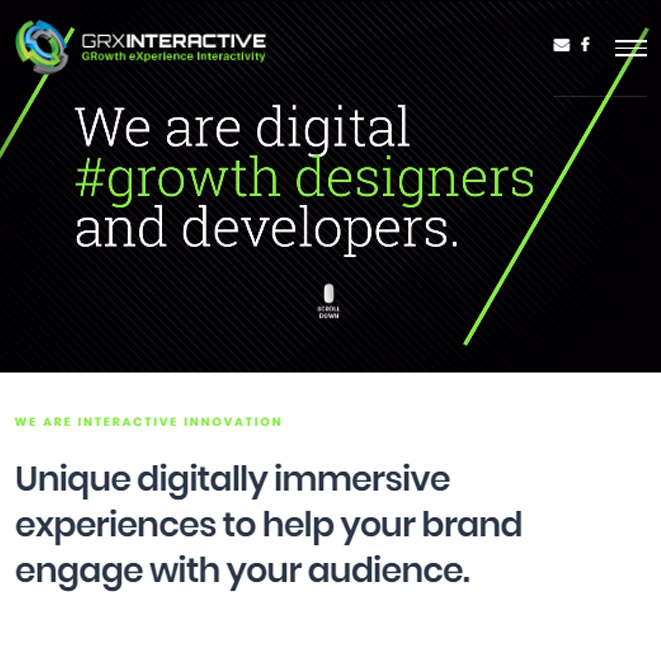 GRXINTERACTIVE
GRowth eXperience Interactivity
We are digital
#growth designers
and developers.
SCROLL
DOWN
WE ARE INTERACTIVE INNOVATION
Unique digitally immersive
experiences to help your brand
engage with your audience.